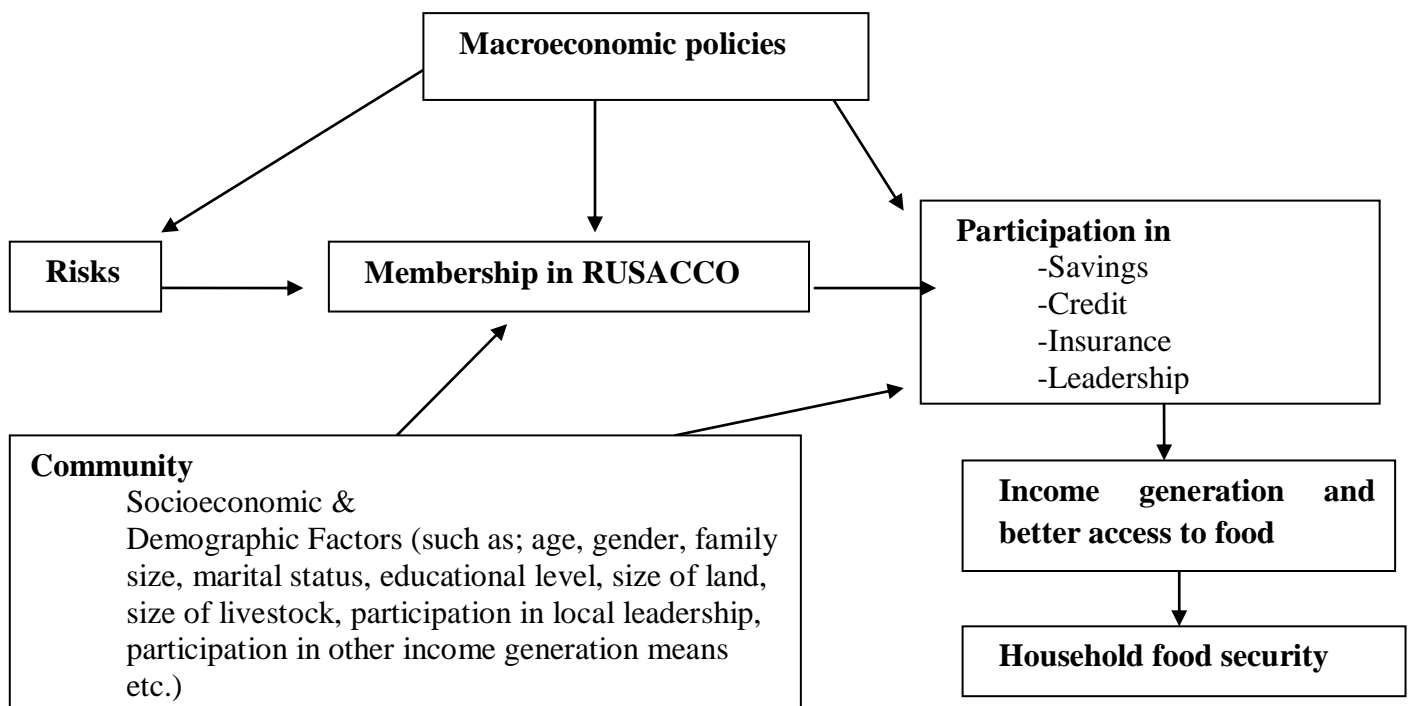 Macroeconomic policies
Risks
Membership in RUSACCO
Participation in
-Savings
-Credit
-Insurance
-Leadership
Community
Socioeconomic &
Demographic Factors (such as; age, gender, family
size, marital status, educational level, size of land,
size of livestock, participation in local leadership,
participation in other income generation means
etc.)
Income generation and
better access to food
Household food security